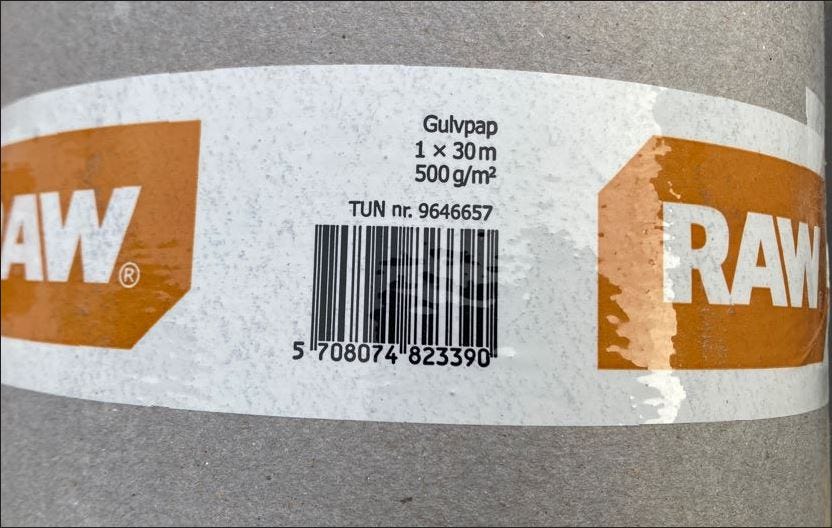 RAW®
Gulvpap
1 × 30 m
500 g/m²
TUN nr. 9646657
5 708074 823390
RAW